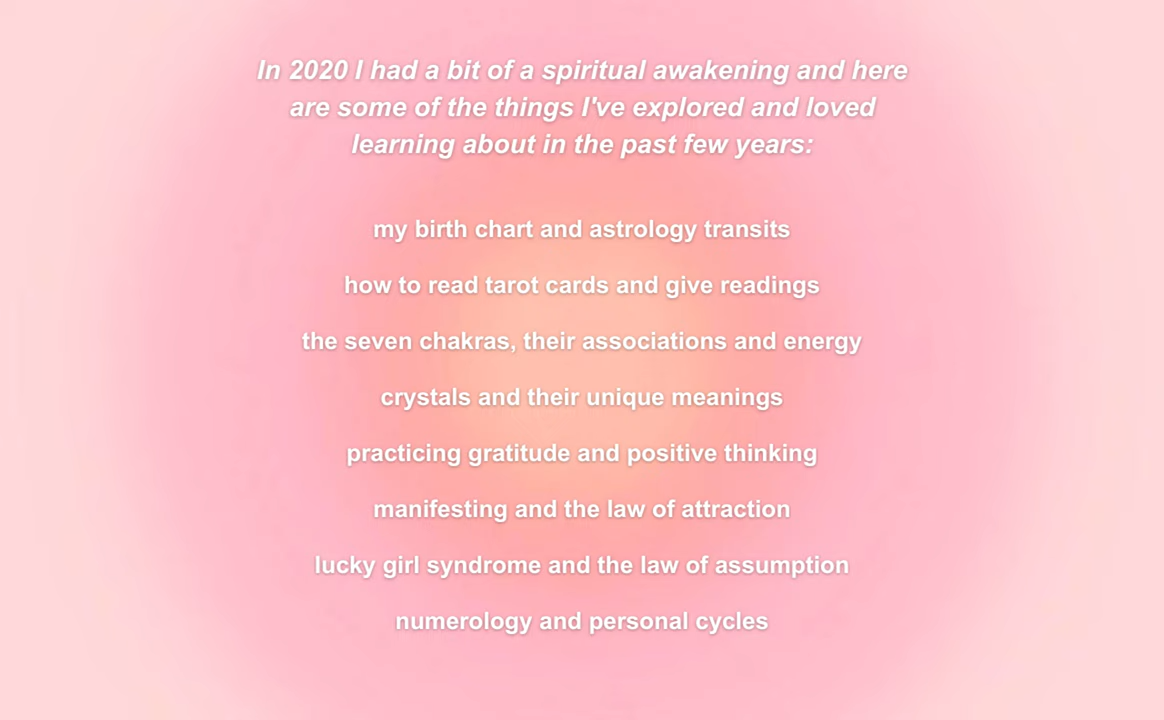 In 2020 I had a bit of a spiritual awakening and here
are some of the things I've explored and loved
learning about in the past few years:
my birth chart and astrology transits
how to read tarot cards and give readings
the seven chakras, their associations and energy
crystals and their unique meanings
practicing gratitude and positive thinking
manifesting and the law of attraction
lucky girl syndrome and the law of assumption
numerology and personal cycles